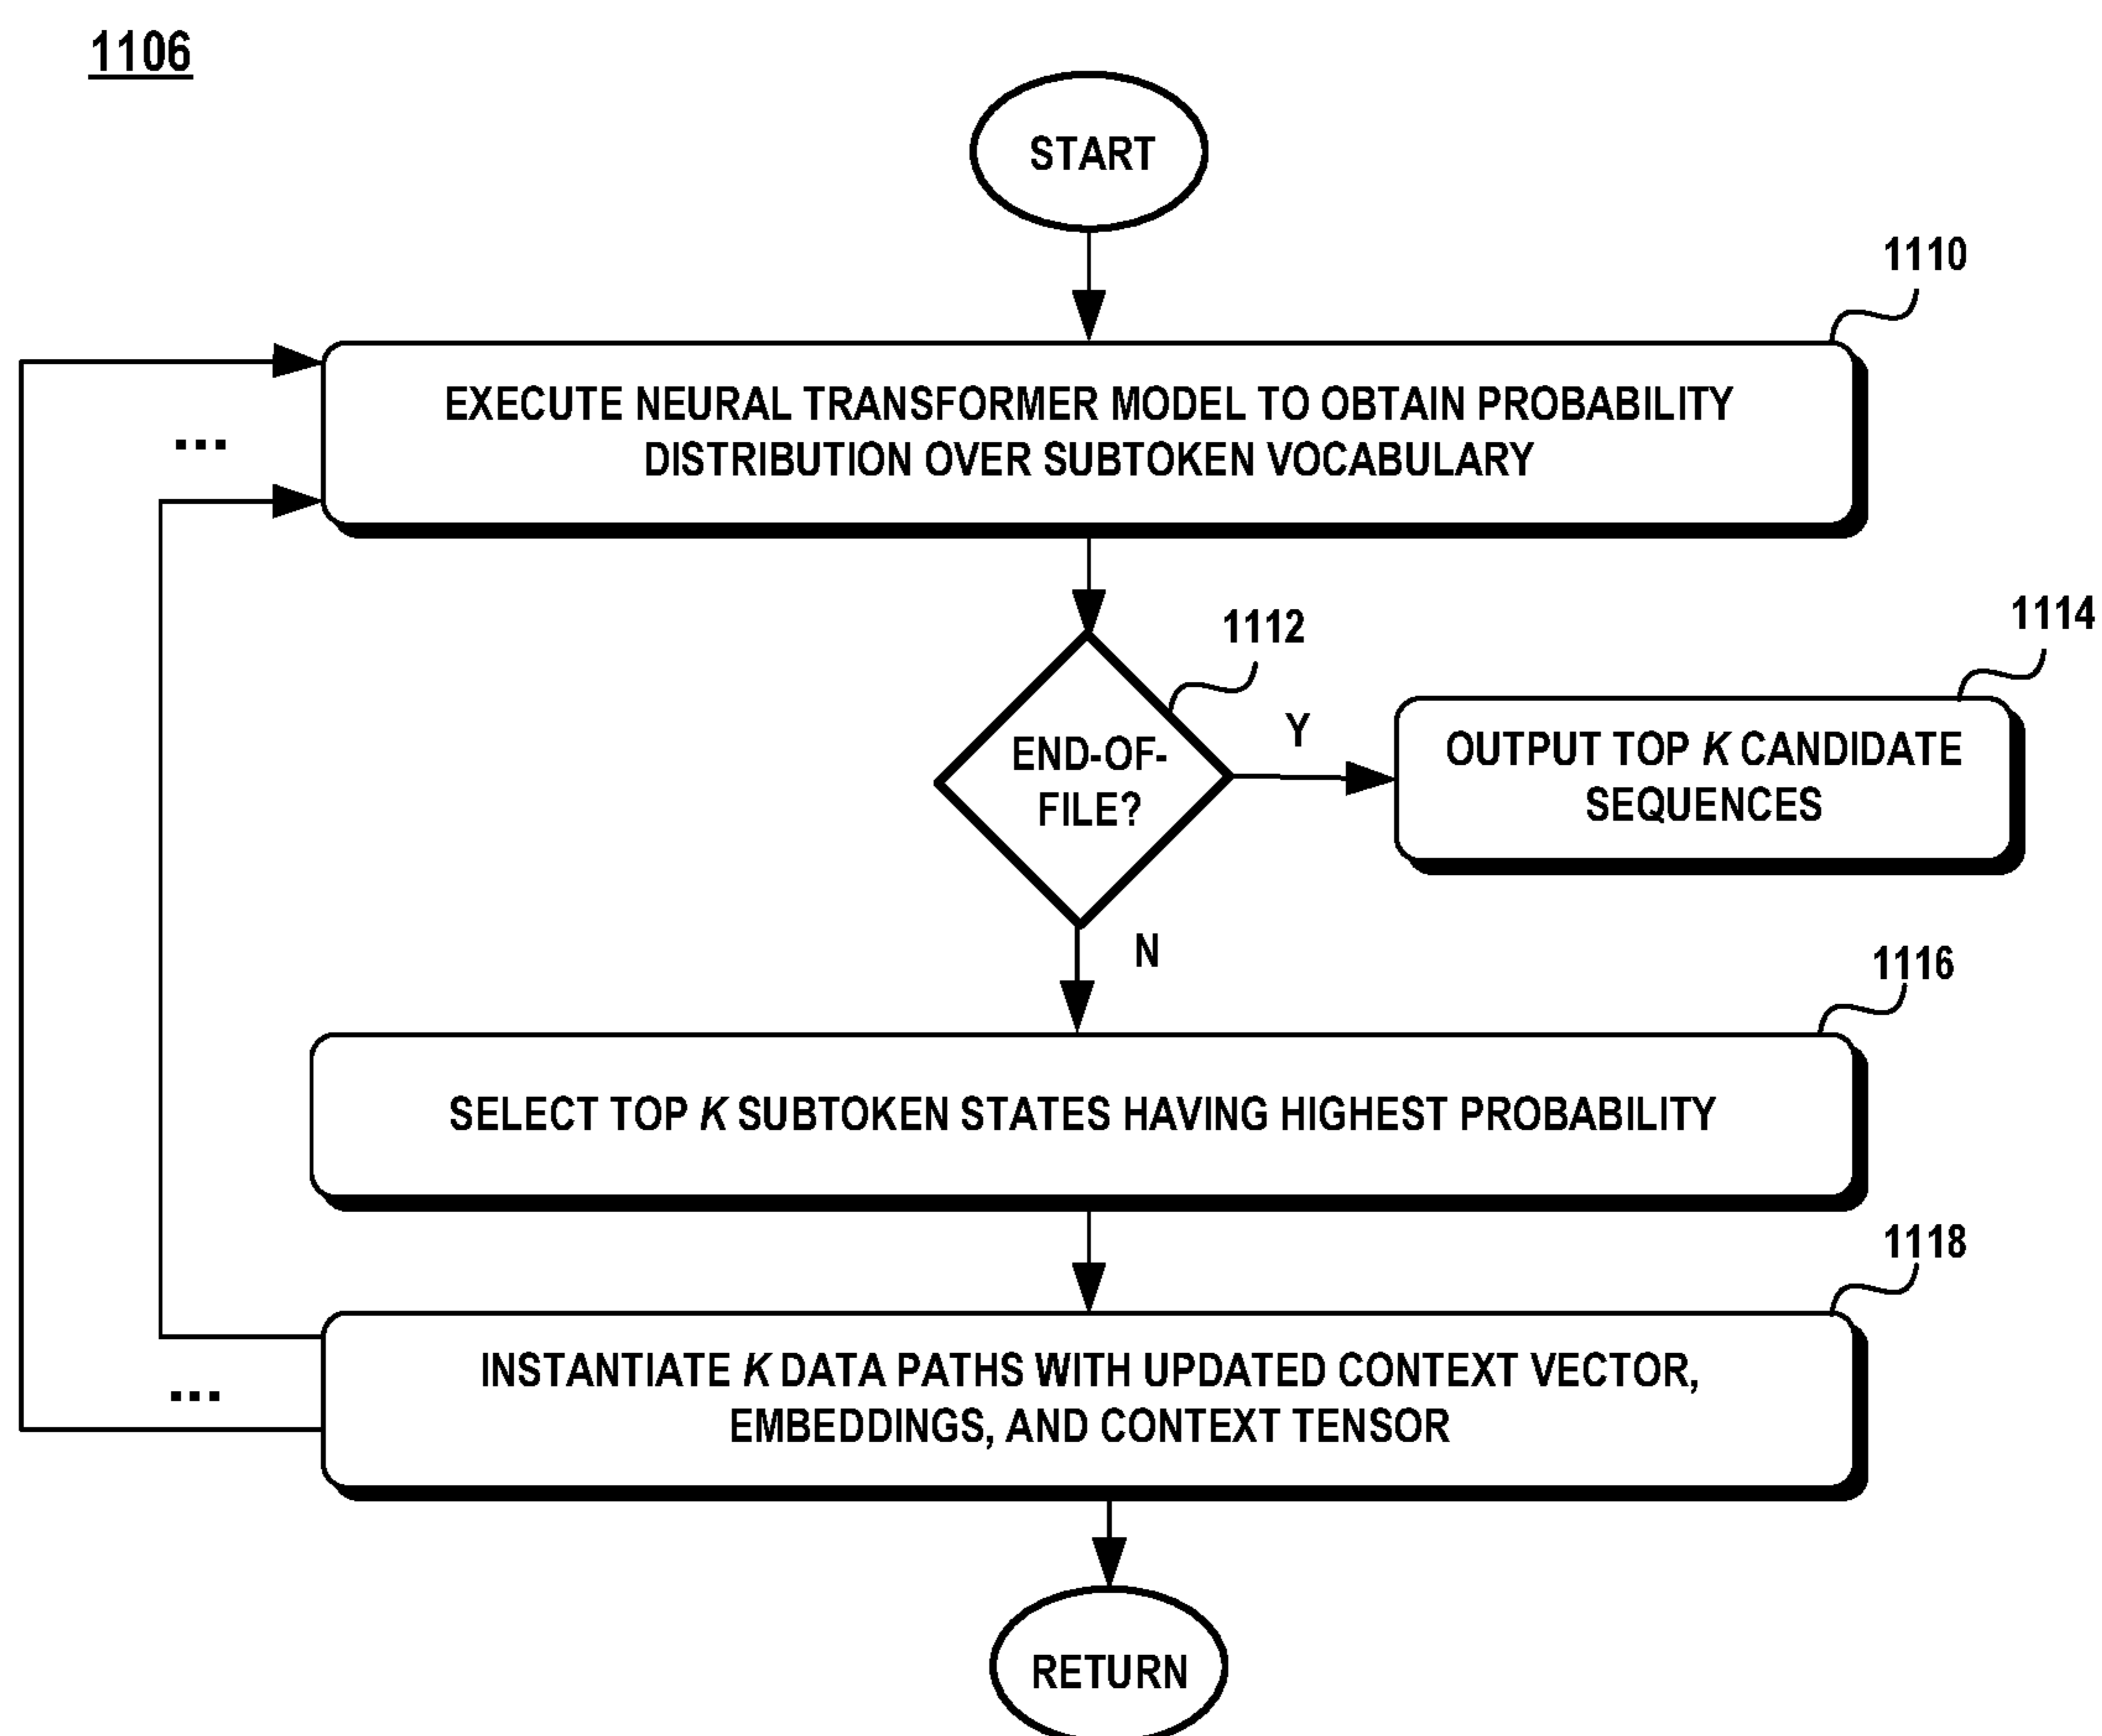 1106
START
1110
EXECUTE NEURAL TRANSFORMER MODEL TO OBTAIN PROBABILITY
DISTRIBUTION OVER SUBTOKEN VOCABULARY
...
1112
1114
END-OF-
FILE?
Y
OUTPUT TOP K CANDIDATE
SEQUENCES
N
1116
SELECT TOP K SUBTOKEN STATES HAVING HIGHEST PROBABILITY
1118
INSTANTIATE K DATA PATHS WITH UPDATED CONTEXT VECTOR,
EMBEDDINGS, AND CONTEXT TENSOR
...
RETURN